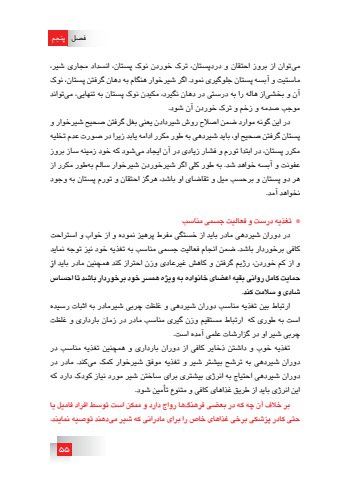 فصل پنجم
می‌توان از بروز احتقان و دردپستان، ترک خوردن نوک پستان، انسداد مجاری شیر،
ماستیت و آبسه پستان جلوگیری نمود. اگر شیرخوار هنگام به دهان گرفتن پستان، نوک
آن و بخشی‌از هاله را به درستی در دهان نگیرد، مکیدن نوک پستان به تنهایی، می‌تواند
موجب صدمه و زخم و ترک خوردن آن شود.
در این گونه موارد ضمن اصلاح روش شیردادن یعنی بغل گرفتن صحیح شیرخوار و
پستان گرفتن صحیح او، باید شیردهی به طور مکرر ادامه یابد زیرا در صورت عدم تخلیه
مکرر پستان، در ابتدا تورم و فشار زیادی در آن ایجاد می‌شود که خود زمینه ساز بروز
عفونت و آبسه خواهد شد. به طور کلی اگر شیرخوردن شیرخوار سالم به‌طور مکرر از
هر دو پستان و برحسب میل و تقاضای او باشد، هرگز احتقان و تورم پستان به وجود
نخواهد آمد.
تغذیه درست و فعالیت جسمی مناسب
در دوران شیردهی مادر باید از خستگی مفرط پرهیز نموده و از خواب و استراحت
کافی برخوردار باشد. ضمن انجام فعالیت جسمی مناسب، به تغذیه خود نیز توجه نماید
و از کم خوردن، رژیم گرفتن و کاهش غیرعادی وزن احتراز کند همچنین مادر باید از
حمایت کامل روانی بقیه اعضای خانواده به ویژه همسر خود برخوردار باشد تا احساس
شادی و سلامت کند.
ارتباط بین تغذیه مناسب دوران شیردهی و غلظت چربی شیرمادر به اثبات رسیده
است به طوری که ارتباط مستقیم وزن گیری مناسب مادر در زمان بارداری و غلظت
چربی شیر او در گزارشات علمی آمده است.
تغذیه خوب و داشتن ذخایر کافی از دوران بارداری و همچنین تغذیه مناسب در
دوران شیردهی به ترشح بیشتر شیر و تغذیه موفق شیرخوار کمک می‌کند. مادر در
دوران شیردهی احتیاج به انرژی بیشتری برای ساختن شیر مورد نیاز کودک دارد که
این انرژی باید از طریق غذاهای کافی و متنوع تأمین شود.
بر خلاف آن چه که در بعضی فرهنگ‌ها رواج دارد و ممکن است توسط افراد فامیل یا
حتی کادر پزشکی برخی غذاهای خاص را برای مادرانی که شیر می‌دهند توصیه نمایند،
۵۵